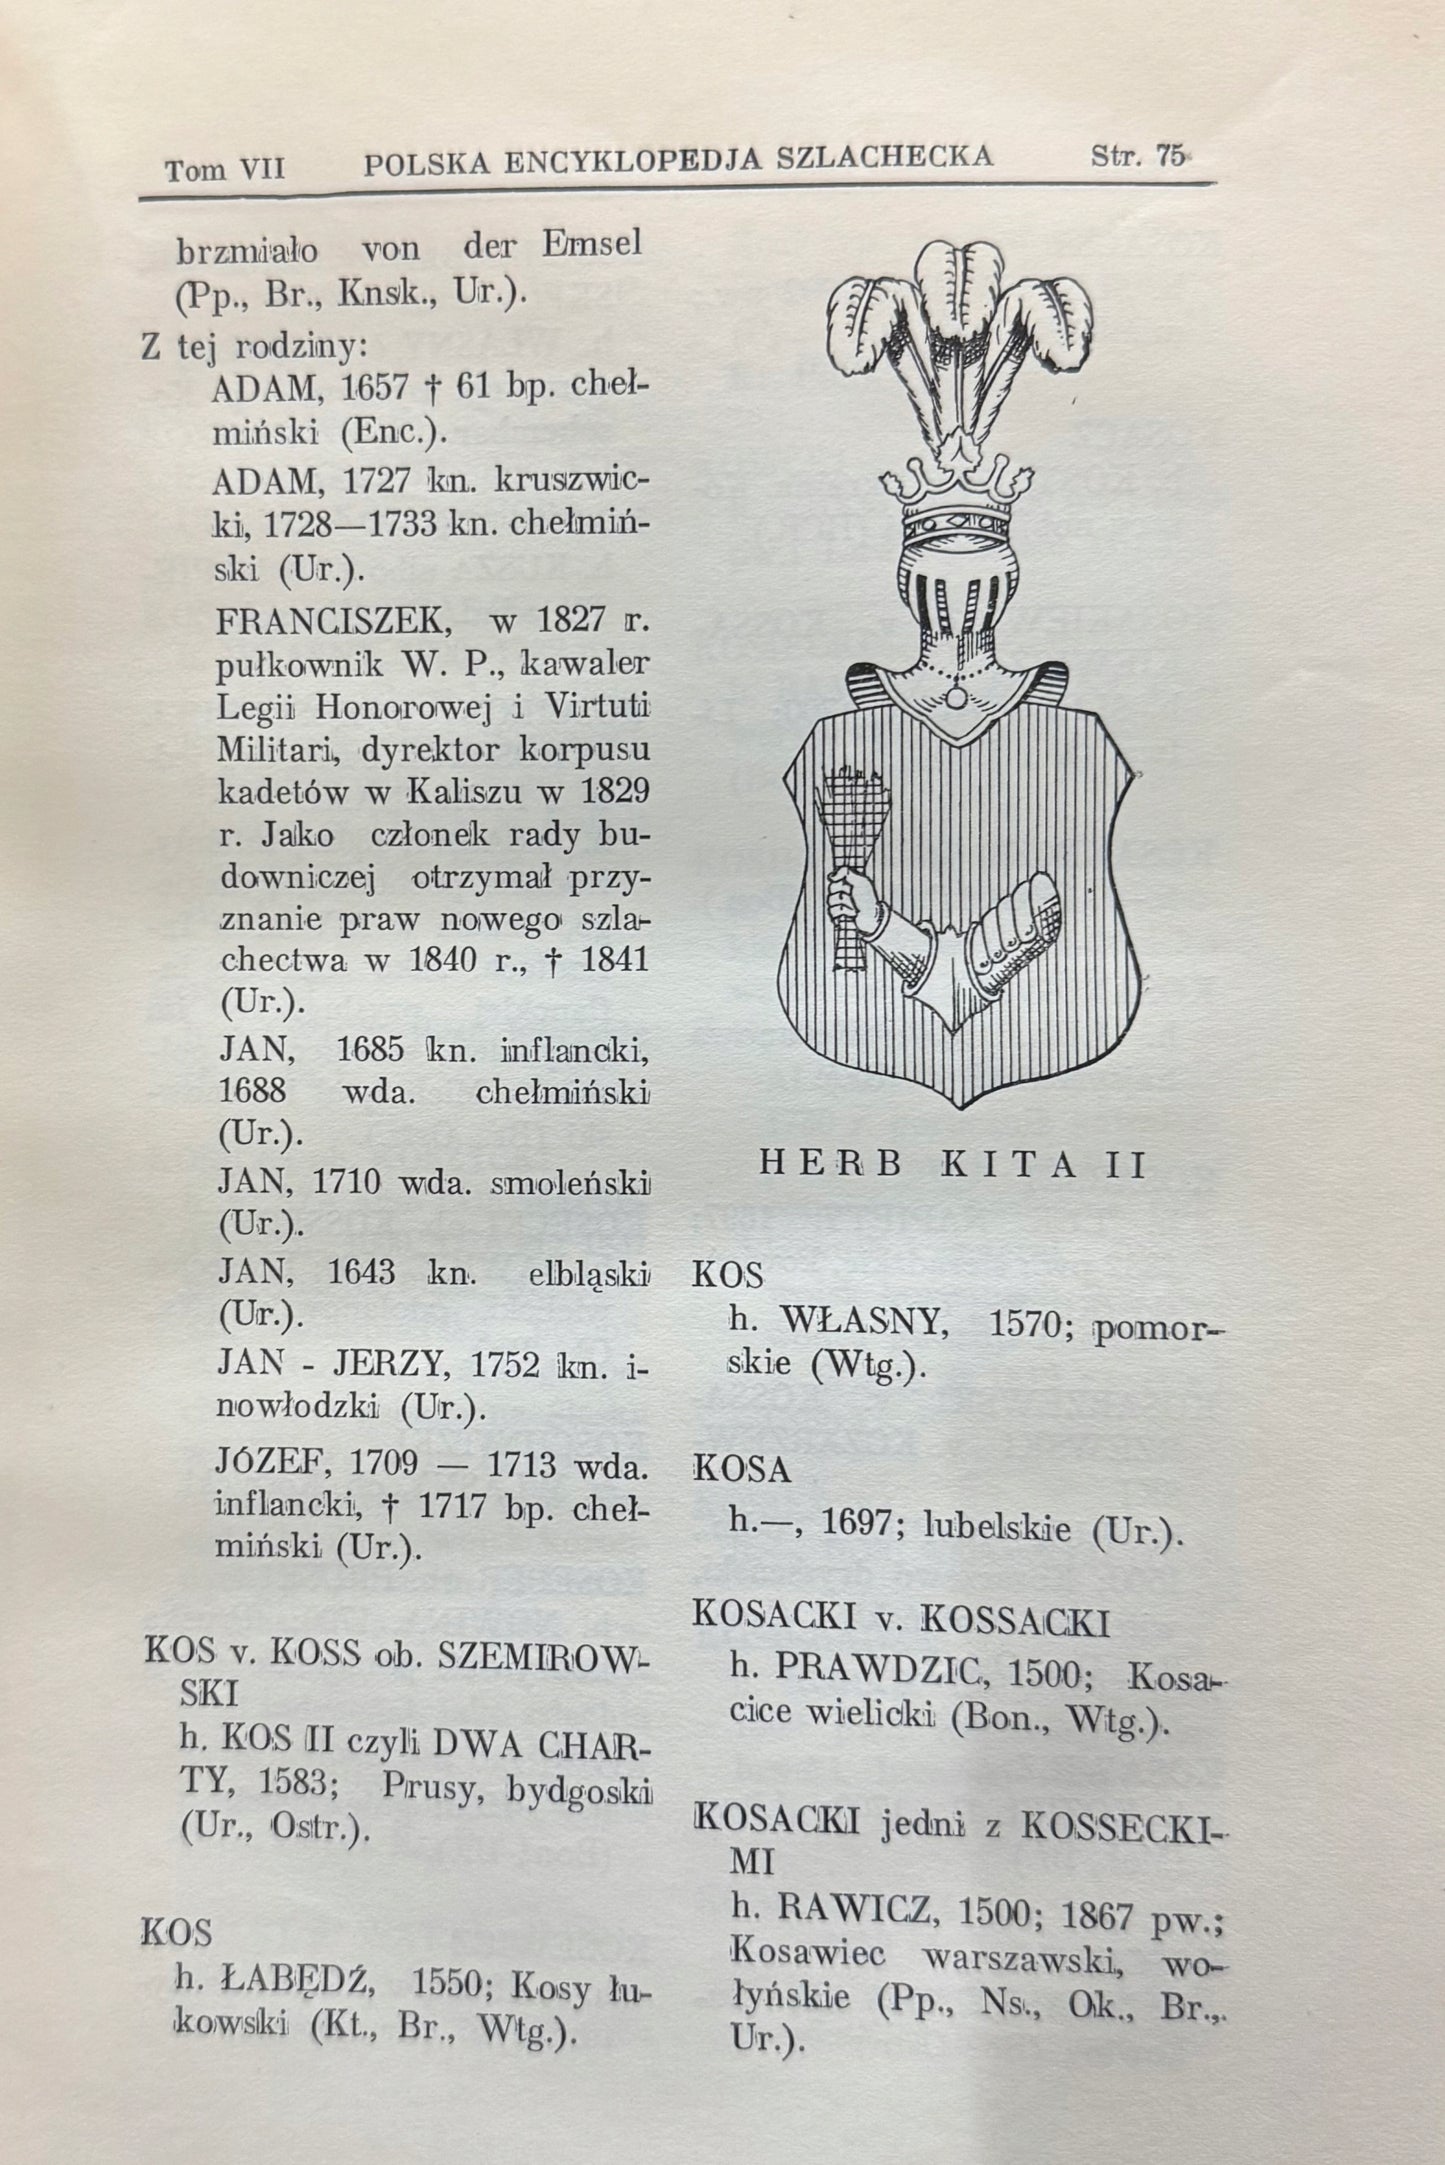 Tom VII POLSKA ENCYKLOPEDJA SZLACHECKA Str. 75
brzmiało von der Emsel
(Pp., Br., Knsk., Ur.).
Z tej rodziny:
ADAM, 1657 † 61 bp. cheł-
miński (Enc.).
ADAM, 1727 kn. kruszwic-
ki, 1728—1733 kn. chełmiń-
ski (Ur.).
FRANCISZEK, w 1827 r.
pułkownik W. P., kawaler
Legii Honorowej i Virtuti
Militari, dyrektor korpusu
kadetów w Kaliszu w 1829
r. Jako członek rady bu-
downiczej otrzymał przy-
znanie praw nowego szla-
chectwa w 1840 r., † 1841
(Ur.).
JAN, 1685 kn. inflancki,
1688 wda. chełmiński
(Ur.).
JAN, 1710 wda. smoleński
(Ur.).
JAN, 1643 kn. elbląski
(Ur.).
JAN - JERZY, 1752 kn. i-
nowłodzki (Ur.).
JÓZEF, 1709 — 1713 wda.
inflancki, † 1717 bp. cheł-
miński (Ur.).
KOS v. KOSS ob. SZEMIROW-
SKI
h. KOS II czyli DWA CHAR-
TY, 1583; Prusy, bydgoski
(Ur., Ostr.).
KOS
h. ŁABĘDŹ, 1550; Kosy łu-
kowski (Kt., Br., Wtg.).
HERB KITA II
KOS
h. WŁASNY, 1570; pomor-
skie (Wtg.).
KOSA
h.—, 1697; lubelskie (Ur.).
KOSACKI v. KOSSACKI
h. PRAWDZIC, 1500; Kosa-
cice wielicki (Bon., Wtg.).
KOSACKI jedni z KOSSECKI-
MI
h. RAWICZ, 1500; 1867 pw.;
Kosawiec warszawski, wo-
łyńskie (Pp., Ns., Ok., Br.,
Ur.).